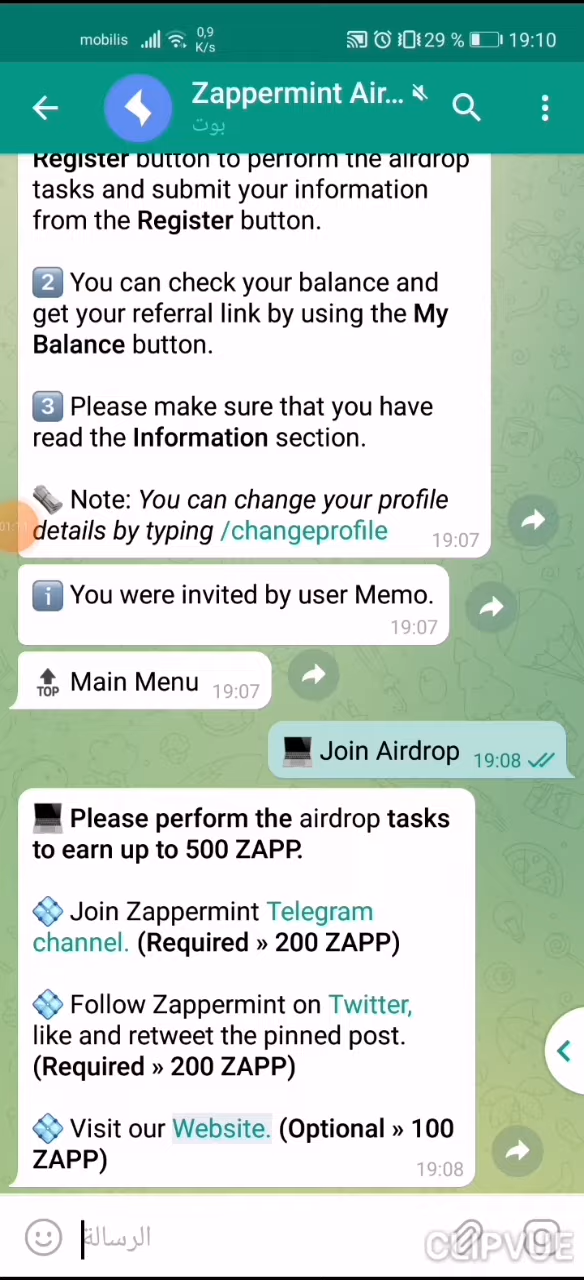 mobilis 0,9 K/s 29 % 19:10
Zappermint Air...
بوت
Register button to perform the airdrop
tasks and submit your information
from the Register button.
2 You can check your balance and
get your referral link by using the My
Balance button.
3 Please make sure that you have
read the Information section.
Note: You can change your profile
01:11 details by typing /changeprofile 19:07
i You were invited by user Memo.
19:07
TOP Main Menu 19:07
Join Airdrop 19:08
Please perform the airdrop tasks
to earn up to 500 ZAPP.
Join Zappermint Telegram
channel. (Required » 200 ZAPP)
Follow Zappermint on Twitter,
like and retweet the pinned post.
(Required » 200 ZAPP)
Visit our Website. (Optional » 100
ZAPP) 19:08
الرسالة
CLIPVUE